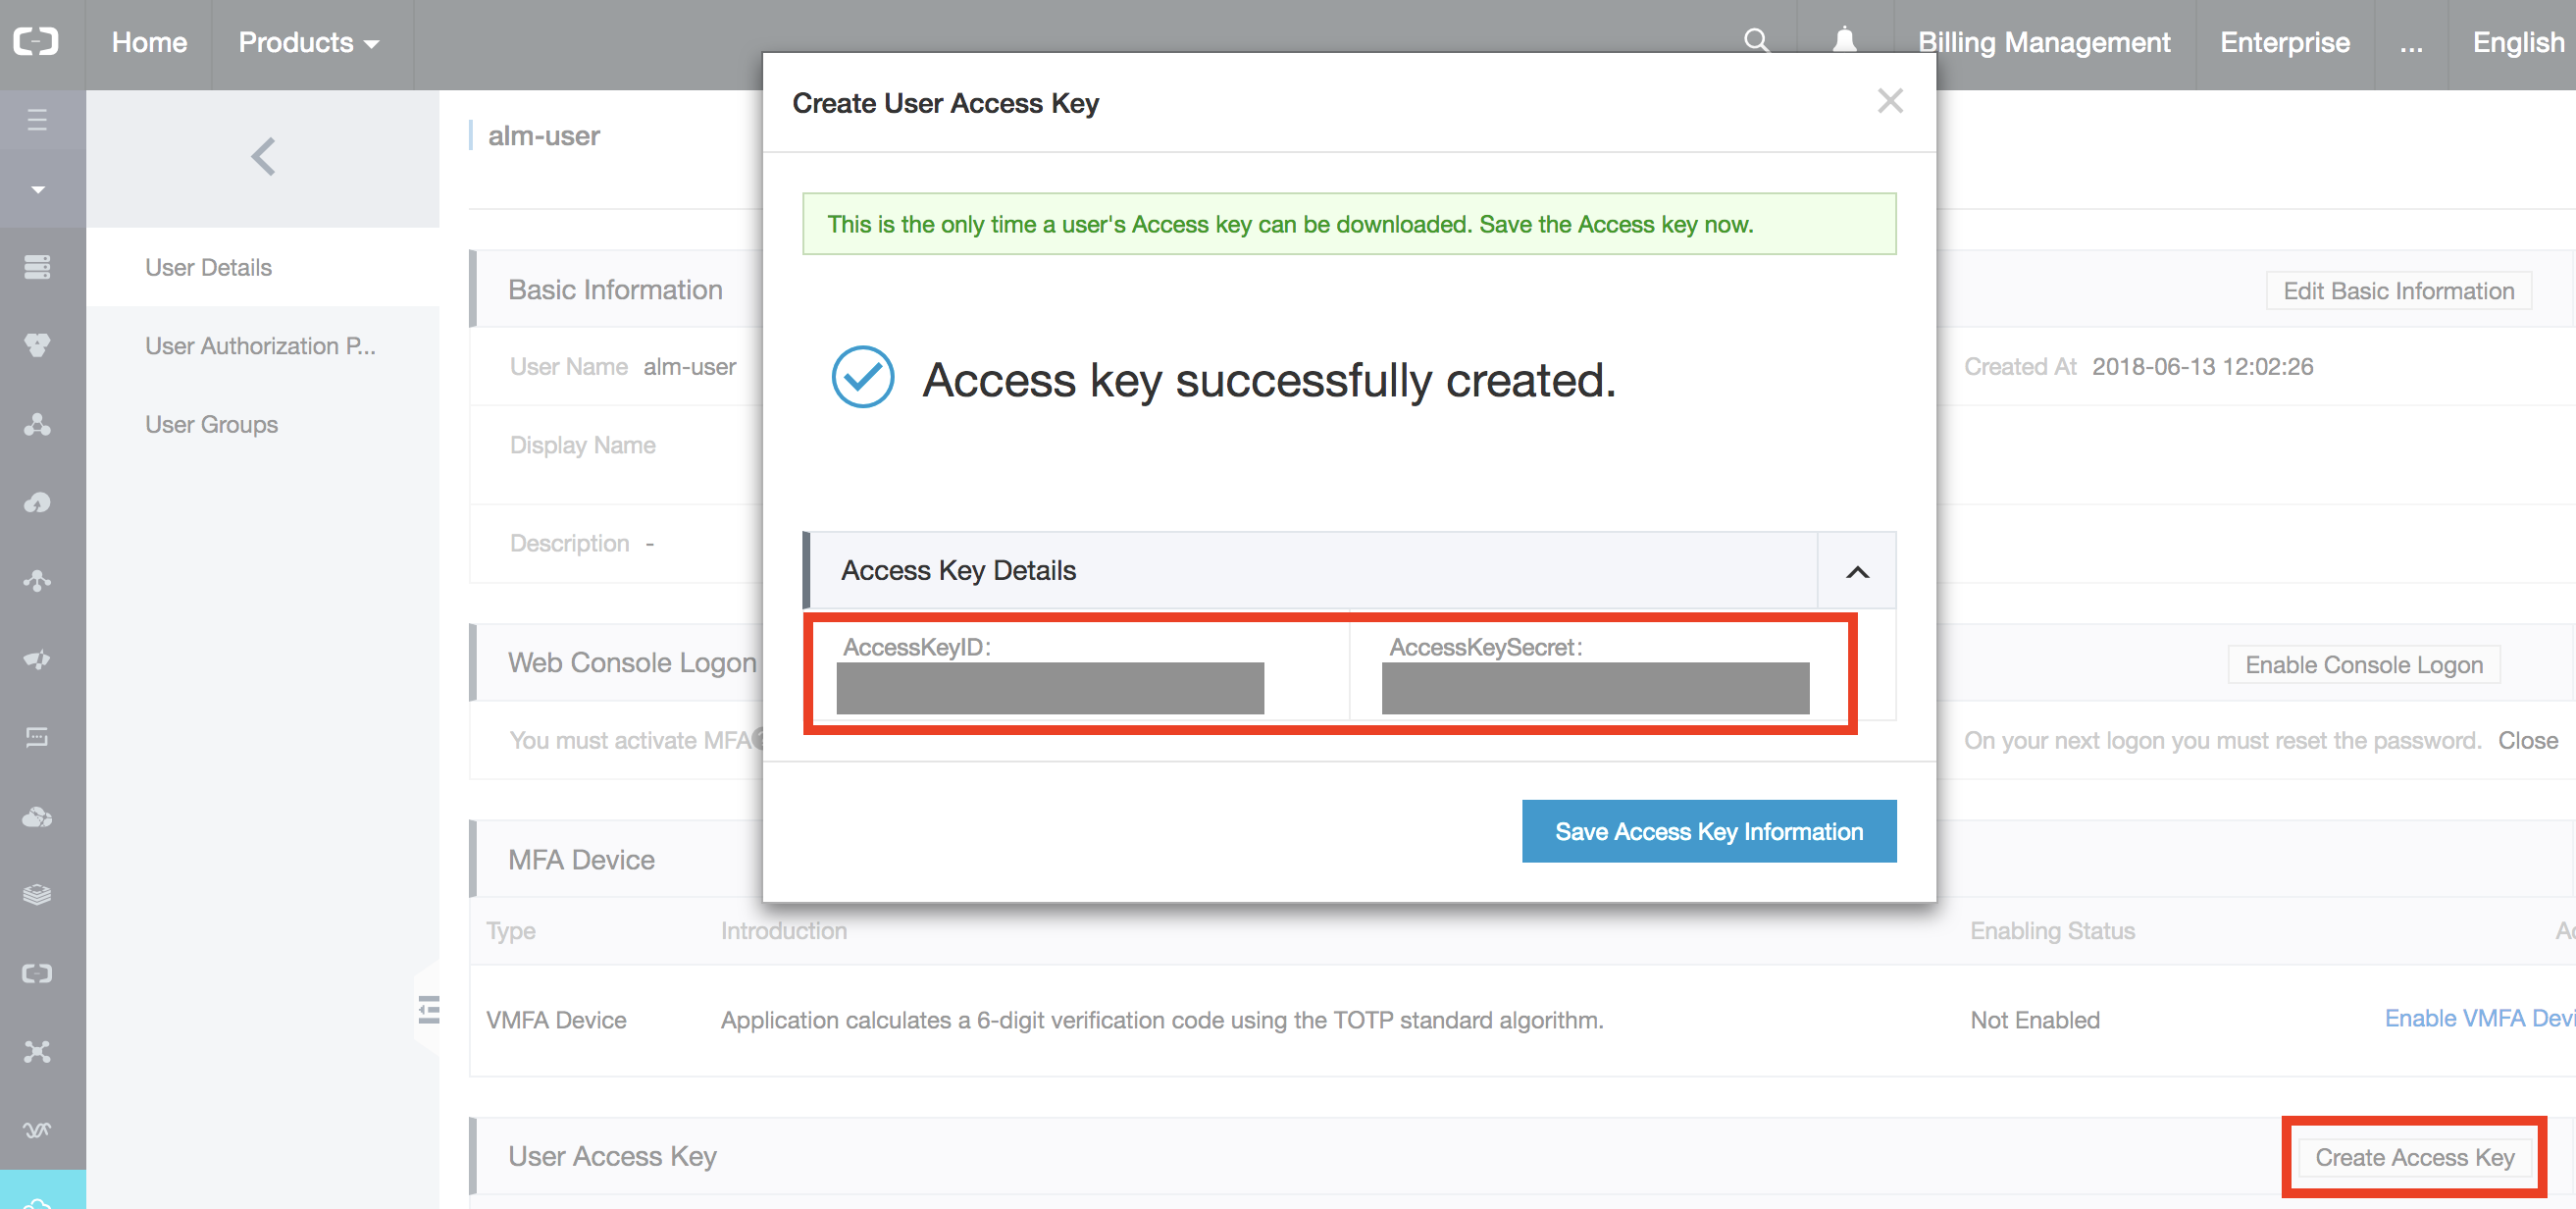 Home Products Billing Management Enterprise ... English
Create User Access Key
alm-user
This is the only time a user's Access key can be downloaded. Save the Access key now.
User Details
Basic Information Edit Basic Information
User Authorization P...
User Name alm-user Created At 2018-06-13 12:02:26
Access key successfully created.
User Groups
Display Name
Description -
Access Key Details
AccessKeyID: AccessKeySecret:
Web Console Logon Enable Console Logon
You must activate MFA On your next logon you must reset the password. Close
Save Access Key Information
MFA Device
Type Introduction Enabling Status
VMFA Device Application calculates a 6-digit verification code using the TOTP standard algorithm. Not Enabled Enable VMFA Devi
User Access Key Create Access Key